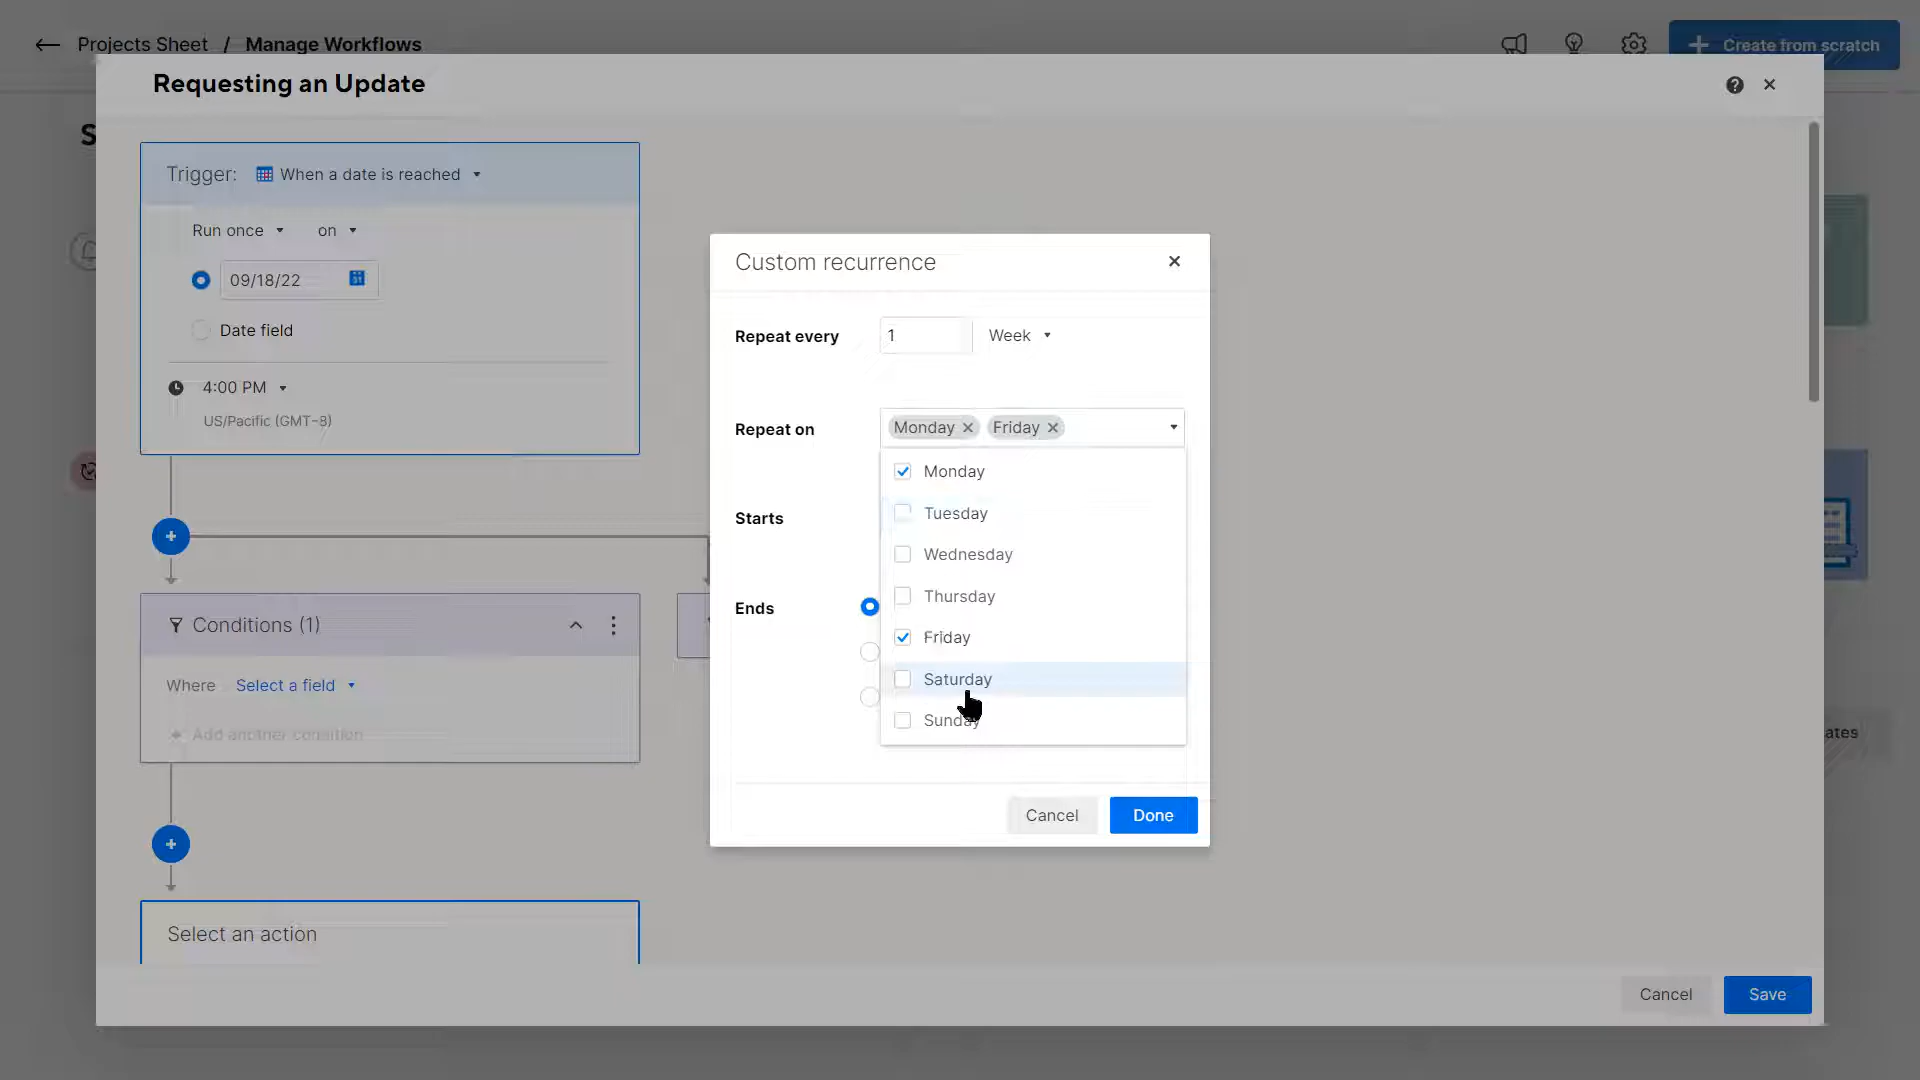 Projects Sheet / Manage Workflows
Create from scratch
Requesting an Update
Trigger: When a date is reached
Run once on
09/18/22
Date field
4:00 PM
US/Pacific (GMT-8)
Conditions (1)
Where Select a field
Add another condition
Select an action
Custom recurrence
Repeat every 1 Week
Repeat on Monday Friday
Monday
Tuesday
Wednesday
Thursday
Friday
Saturday
Sunday
Starts
Ends
Cancel Done
Cancel Save